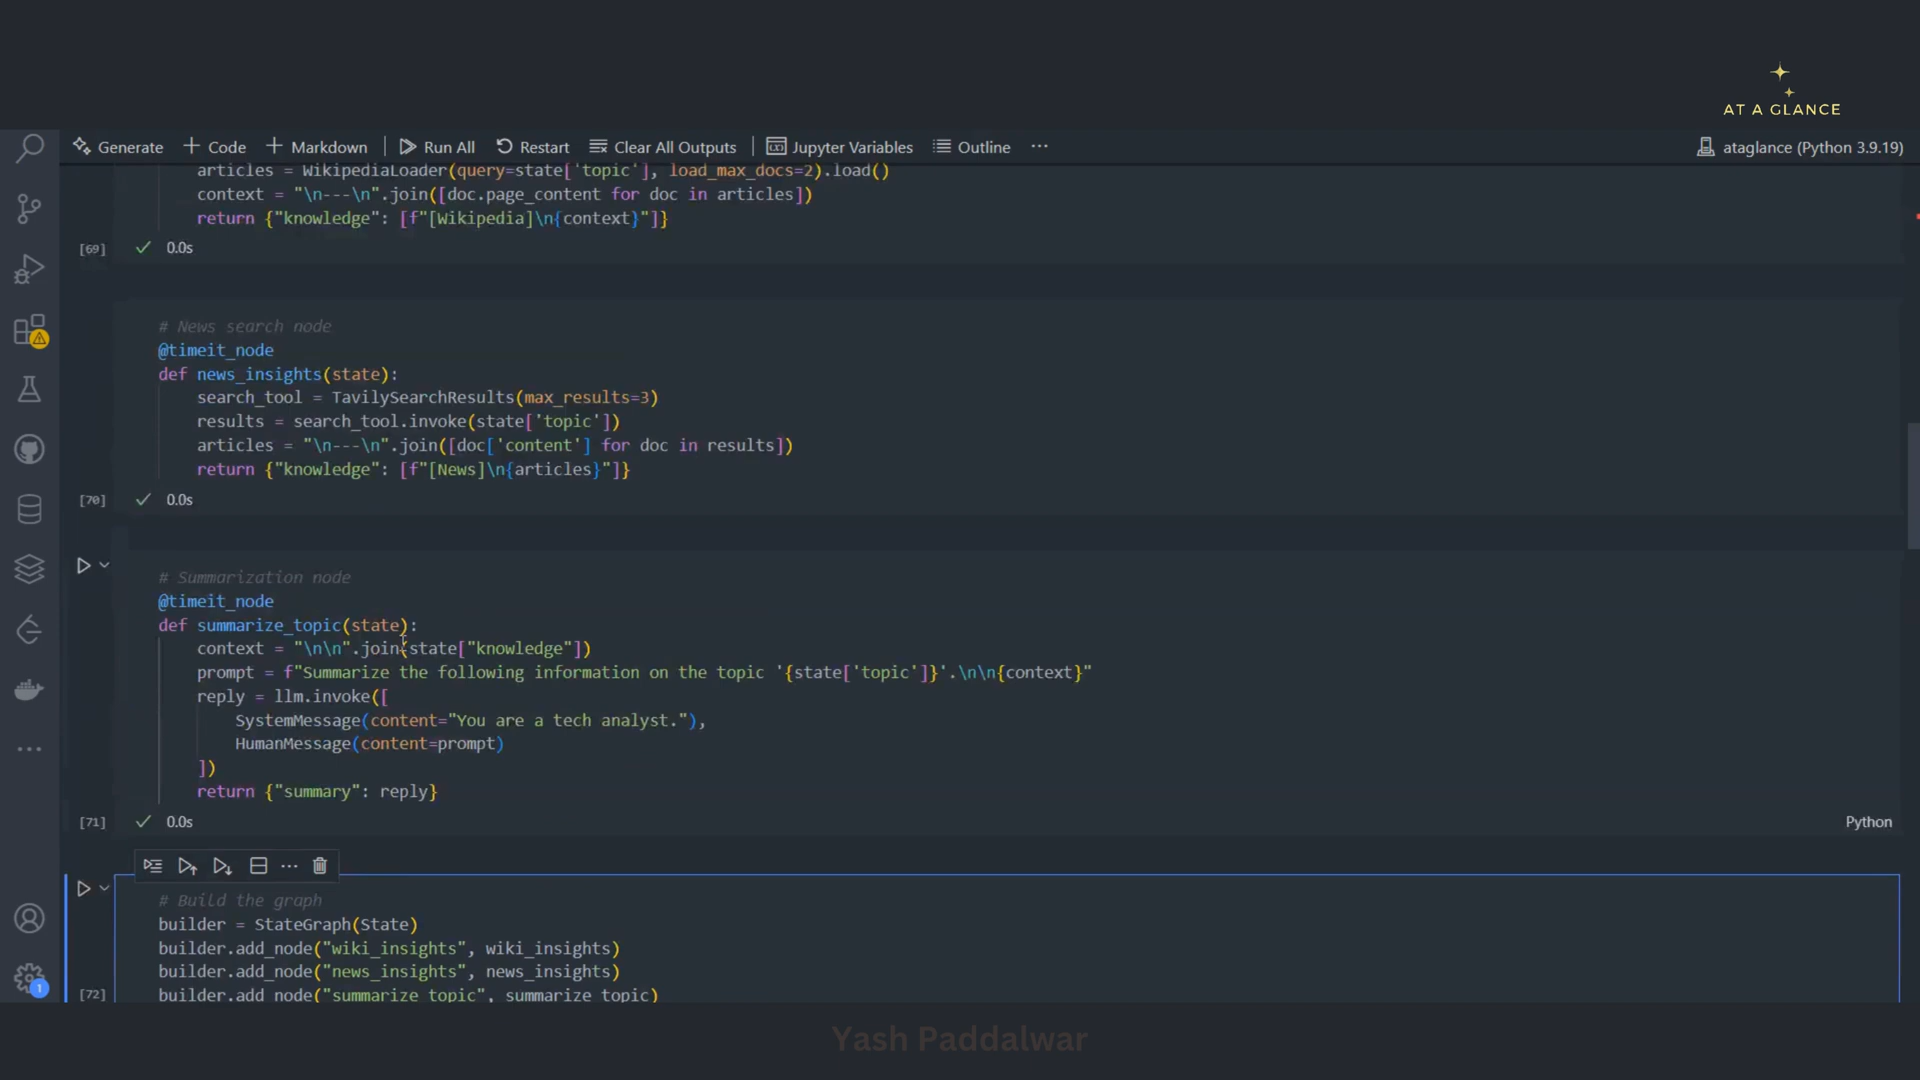 AT A GLANCE
Generate + Code + Markdown Run All Restart Clear All Outputs Jupyter Variables Outline ··· ataglance (Python 3.9.19)
    articles = WikipediaLoader(query=state['topic'], load_max_docs=2).load()
    context = "\n---\n".join([doc.page_content for doc in articles])
    return {"knowledge": [f"[Wikipedia]\n{context}"]}
[69] 0.0s
# News search node
@timeit_node
def news_insights(state):
    search_tool = TavilySearchResults(max_results=3)
    results = search_tool.invoke(state['topic'])
    articles = "\n---\n".join([doc['content'] for doc in results])
    return {"knowledge": [f"[News]\n{articles}"]}
[70] 0.0s
# Summarization node
@timeit_node
def summarize_topic(state):
    context = "\n\n".join(state["knowledge"])
    prompt = f"Summarize the following information on the topic '{state['topic']}'.\n\n{context}"
    reply = llm.invoke([
        SystemMessage(content="You are a tech analyst."),
        HumanMessage(content=prompt)
    ])
    return {"summary": reply}
[71] 0.0s Python
# Build the graph
builder = StateGraph(State)
builder.add_node("wiki_insights", wiki_insights)
builder.add_node("news_insights", news_insights)
[72] builder.add_node("summarize_topic", summarize_topic)
1
Yash Paddalwar